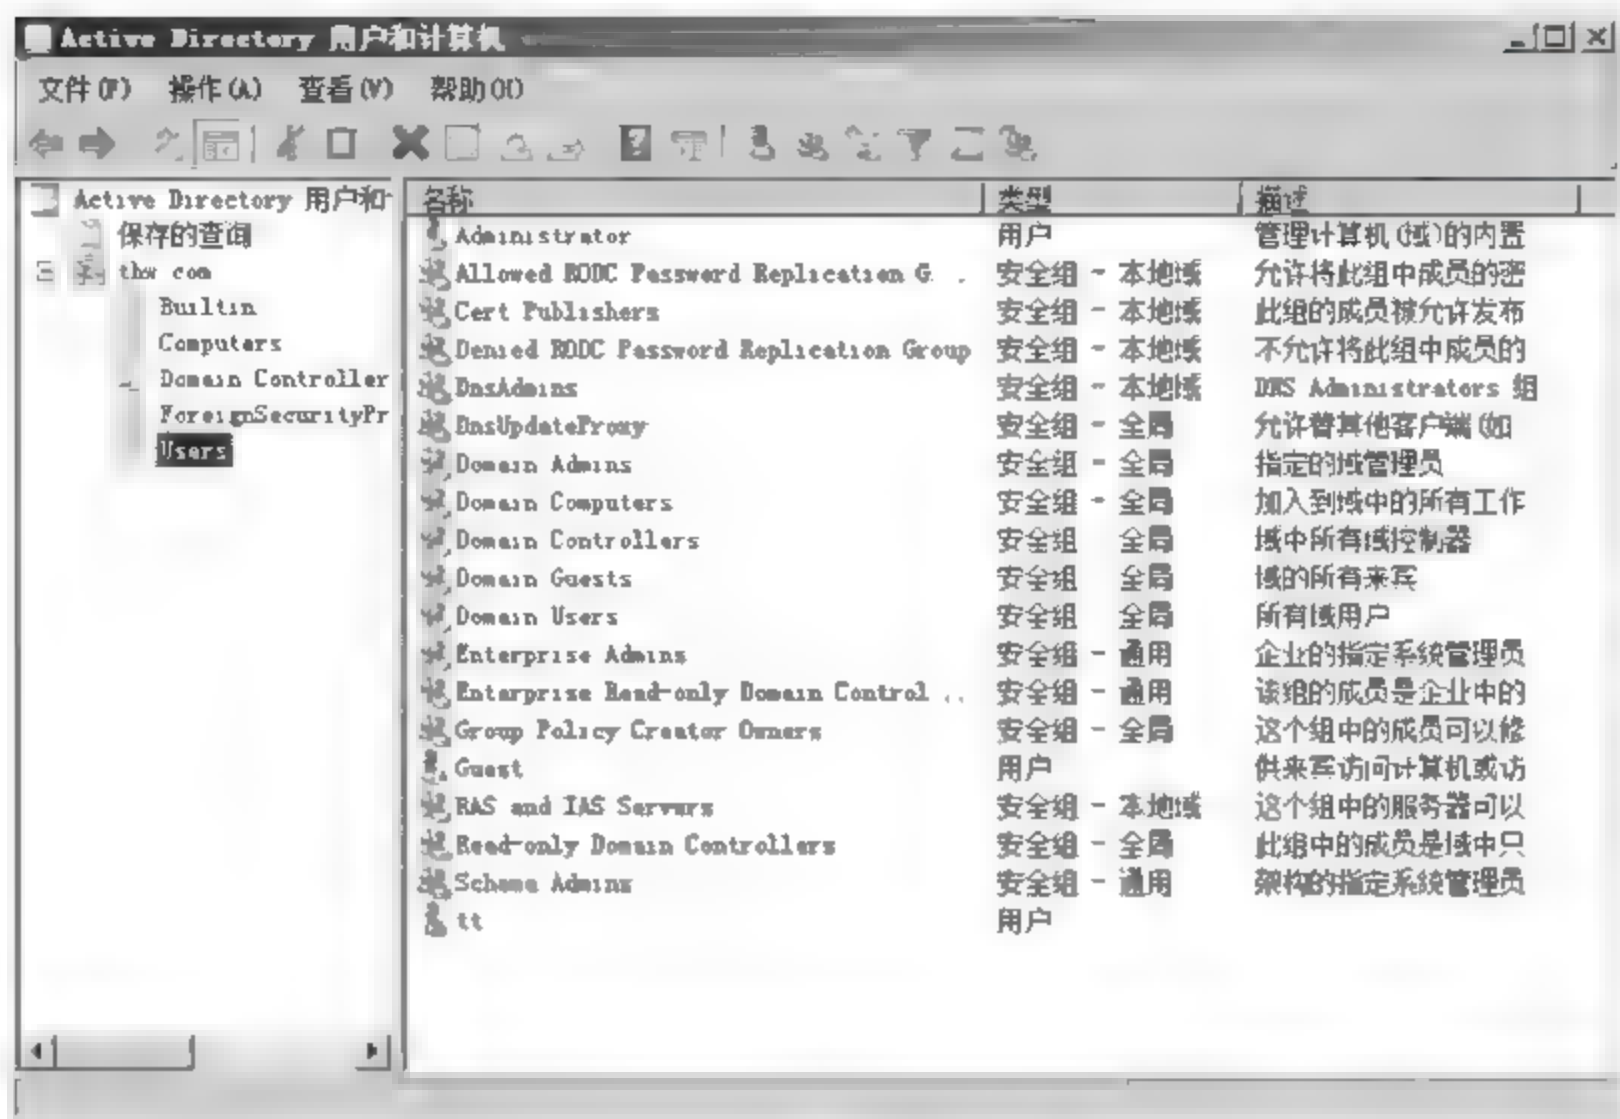 Active Directory 用户和计算机
文件(F) 操作(A) 查看(V) 帮助(H)
Active Directory 用户和
保存的查询
thw com
Builtin
Computers
Domain Controller
ForeignSecurityPr
Users
名称 类型 描述
Administrator 用户 管理计算机(域)的内置
Allowed RODC Password Replication G. . 安全组 - 本地域 允许将此组中成员的密
Cert Publishers 安全组 - 本地域 此组的成员被允许发布
Denied RODC Password Replication Group 安全组 - 本地域 不允许将此组中成员的
DnsAdmins 安全组 - 本地域 DNS Administrators 组
DnsUpdateProxy 安全组 - 全局 允许替其他客户端(如
Domain Admins 安全组 - 全局 指定的域管理员
Domain Computers 安全组 - 全局 加入到域中的所有工作
Domain Controllers 安全组 全局 域中所有域控制器
Domain Guests 安全组 全局 域的所有来宾
Domain Users 安全组 全局 所有域用户
Enterprise Admins 安全组 - 通用 企业的指定系统管理员
Enterprise Read-only Domain Control .. 安全组 - 通用 该组的成员是企业中的
Group Policy Creator Owners 安全组 - 全局 这个组中的成员可以修
Guest 用户 供来宾访问计算机或访
RAS and IAS Servers 安全组 - 本地域 这个组中的服务器可以
Read-only Domain Controllers 安全组 - 全局 此组中的成员是域中只
Schema Admins 安全组 - 通用 架构的指定系统管理员
tt 用户